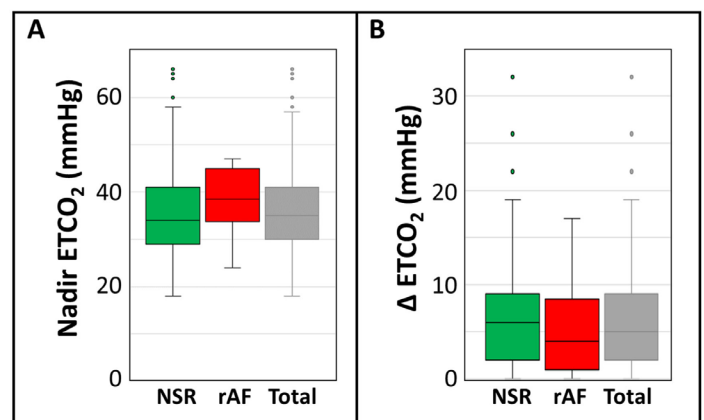 A
Nadir ETCO₂ (mmHg)
60
40
20
0
NSR rAF Total
B
Δ ETCO₂ (mmHg)
30
20
10
0
NSR rAF Total